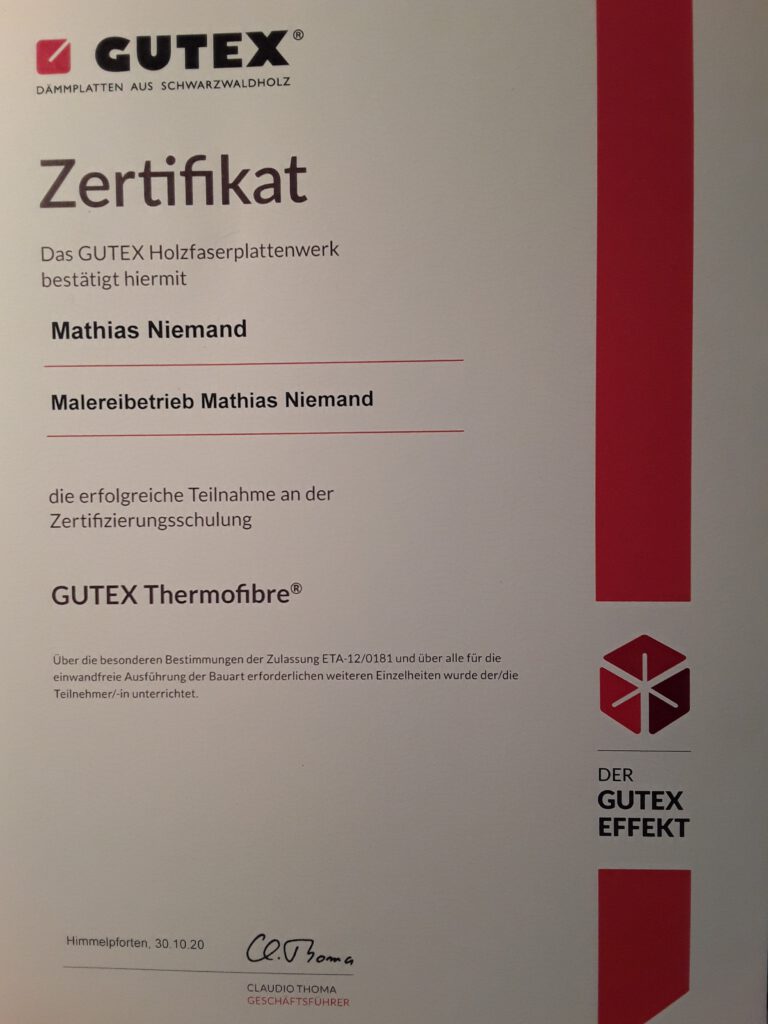 GUTEX®
DÄMMPLATTEN AUS SCHWARZWALDHOLZ
Zertifikat
Das GUTEX Holzfaserplattenwerk
bestätigt hiermit
Mathias Niemand
Malereibetrieb Mathias Niemand
die erfolgreiche Teilnahme an der
Zertifizierungsschulung
GUTEX Thermofibre®
Über die besonderen Bestimmungen der Zulassung ETA-12/0181 und über alle für die
einwandfreie Ausführung der Bauart erforderlichen weiteren Einzelheiten wurde der/die
Teilnehmer/-in unterrichtet.
DER
GUTEX
EFFEKT
Himmelpforten, 30.10.20
Cl. Thoma
CLAUDIO THOMA
GESCHÄFTSFÜHRER